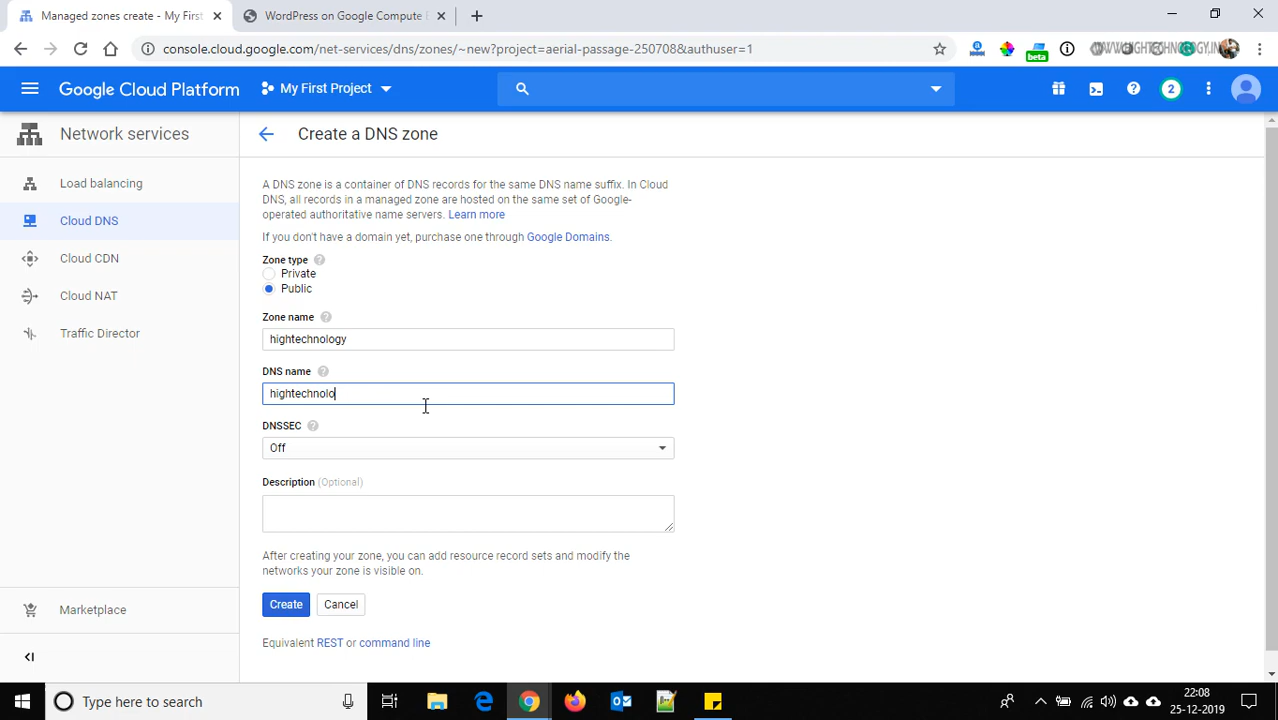 Managed zones create - My First
WordPress on Google Compute E
console.cloud.google.com/net-services/dns/zones/~new?project=aerial-passage-250708&authuser=1
beta
Google Cloud Platform
My First Project
2
Network services
Create a DNS zone
Load balancing
Cloud DNS
Cloud CDN
Cloud NAT
Traffic Director
A DNS zone is a container of DNS records for the same DNS name suffix. In Cloud
DNS, all records in a managed zone are hosted on the same set of Google-
operated authoritative name servers. Learn more
If you don't have a domain yet, purchase one through Google Domains.
Zone type
Private
Public
Zone name
hightechnology
DNS name
hightechnolo
DNSSEC
Off
Description (Optional)
After creating your zone, you can add resource record sets and modify the
networks your zone is visible on.
Create
Cancel
Equivalent REST or command line
Marketplace
Type here to search
22:08
25-12-2019